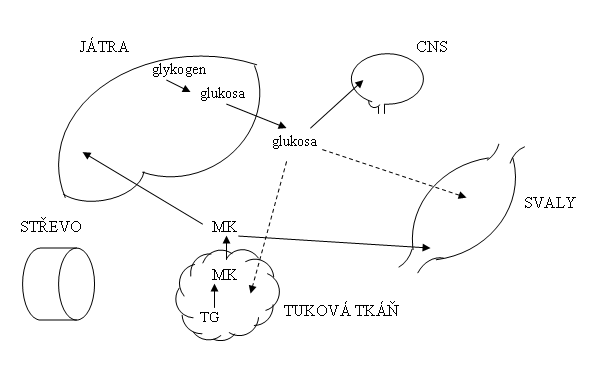 JÁTRA
CNS
glykogen
glukosa
glukosa
SVALY
STŘEVO
MK
MK
TUKOVÁ TKÁŇ
TG